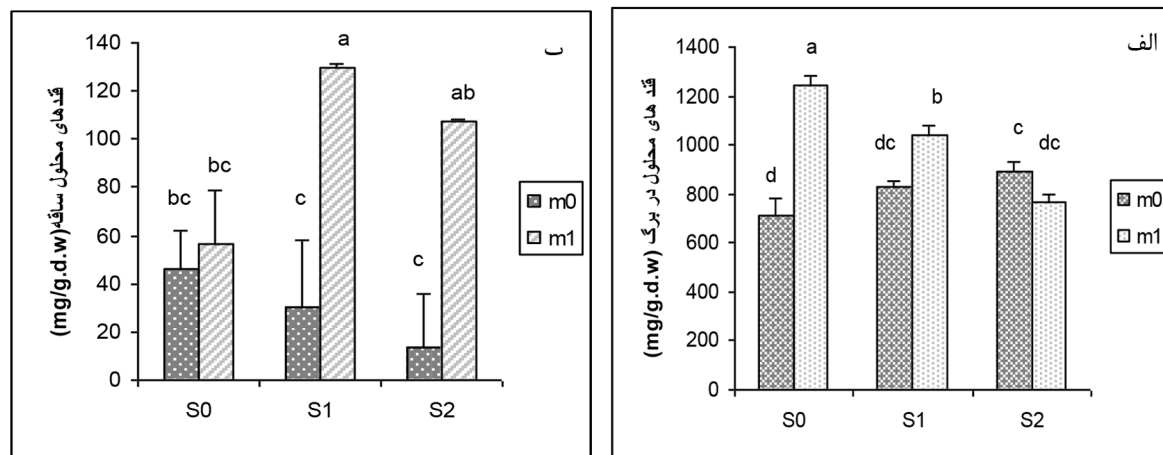 ب
قندهای محلول ساقه (mg/g.d.w)
140
120
100
80
60
40
20
0
bc
bc
c
a
c
ab
S0
S1
S2
m0
m1
الف
قند های محلول در برگ (mg/g.d.w)
1400
1200
1000
800
600
400
200
0
d
a
dc
b
c
dc
S0
S1
S2
m0
m1